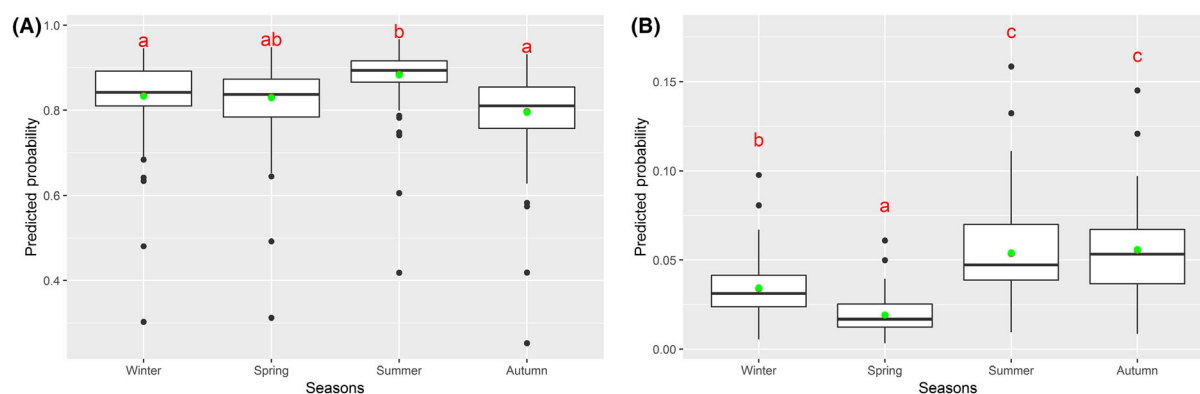 (A)
Predicted probability
1.0
0.8
0.6
0.4
a ab b a
Winter Spring Summer Autumn
Seasons
(B)
Predicted probability
0.15
0.10
0.05
0.00
b a c c
Winter Spring Summer Autumn
Seasons